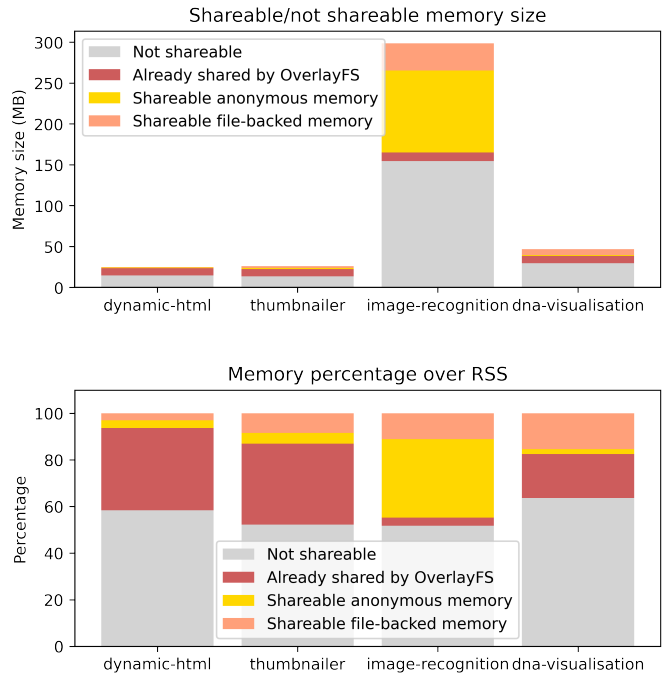 Shareable/not shareable memory size
Memory size (MB)
300
250
200
150
100
50
0
Not shareable
Already shared by OverlayFS
Shareable anonymous memory
Shareable file-backed memory
dynamic-html thumbnailer image-recognition dna-visualisation
Memory percentage over RSS
Percentage
100
80
60
40
20
0
Not shareable
Already shared by OverlayFS
Shareable anonymous memory
Shareable file-backed memory
dynamic-html thumbnailer image-recognition dna-visualisation